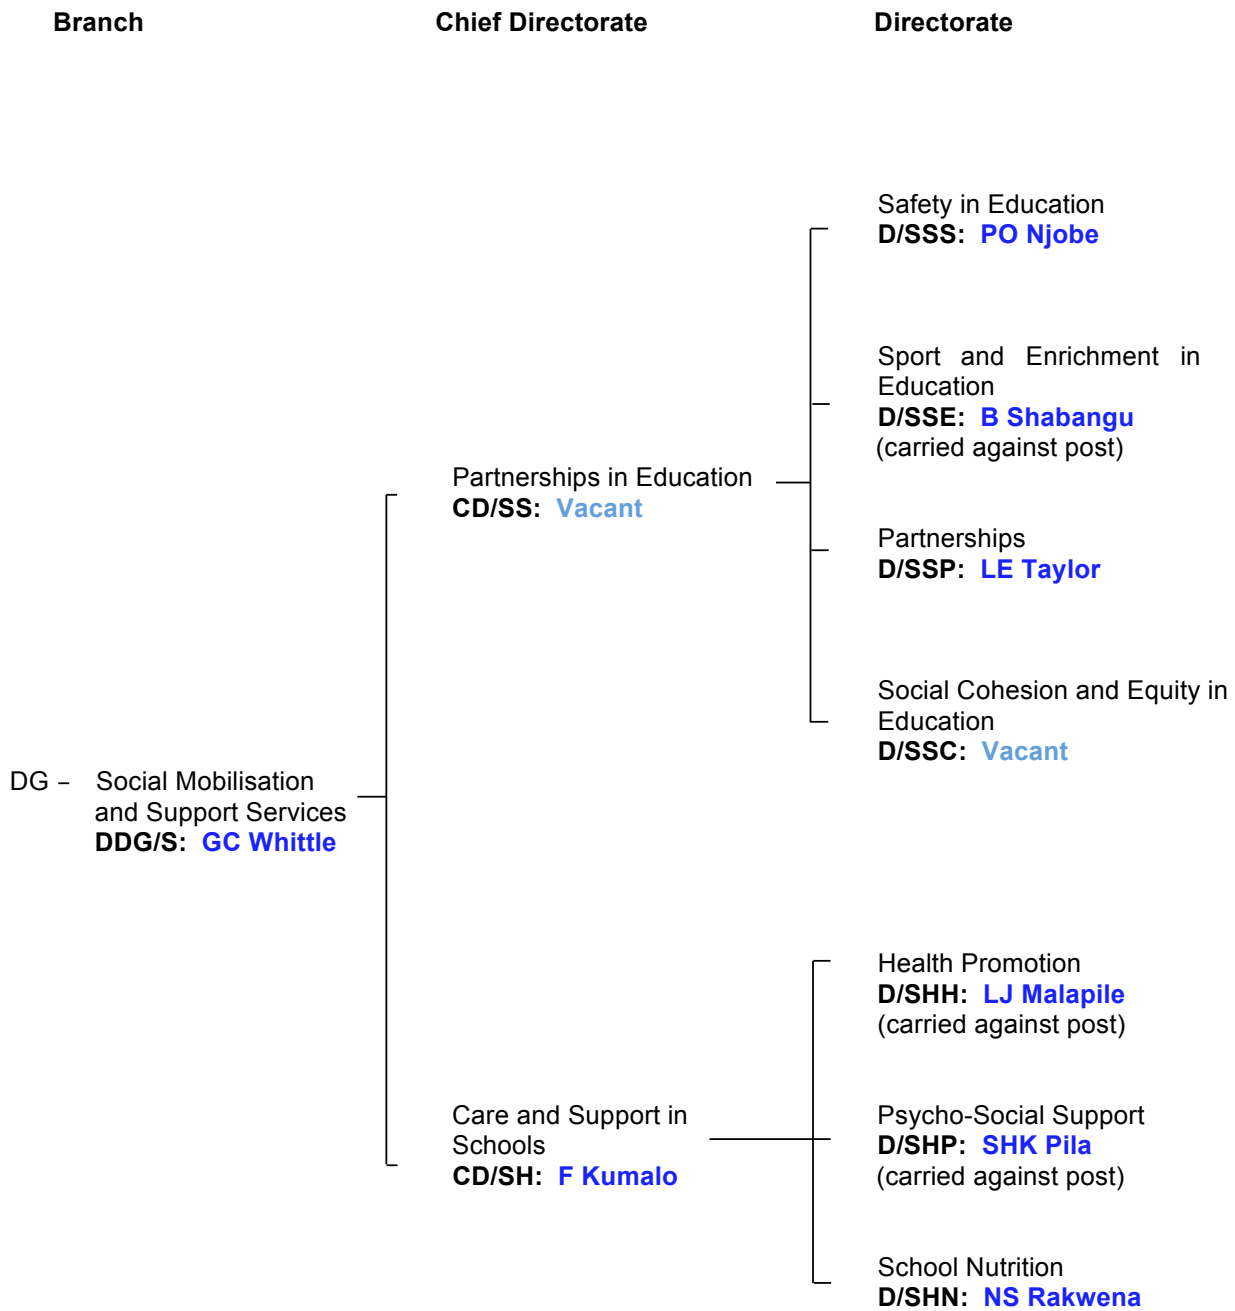 Branch Chief Directorate Directorate
Safety in Education
D/SSS: PO Njobe
Sport and Enrichment in
Education
D/SSE: B Shabangu
(carried against post)
Partnerships in Education
CD/SS: Vacant
Partnerships
D/SSP: LE Taylor
Social Cohesion and Equity in
Education
D/SSC: Vacant
DG – Social Mobilisation
and Support Services
DDG/S: GC Whittle
Health Promotion
D/SHH: LJ Malapile
(carried against post)
Care and Support in
Schools
CD/SH: F Kumalo
Psycho-Social Support
D/SHP: SHK Pila
(carried against post)
School Nutrition
D/SHN: NS Rakwena